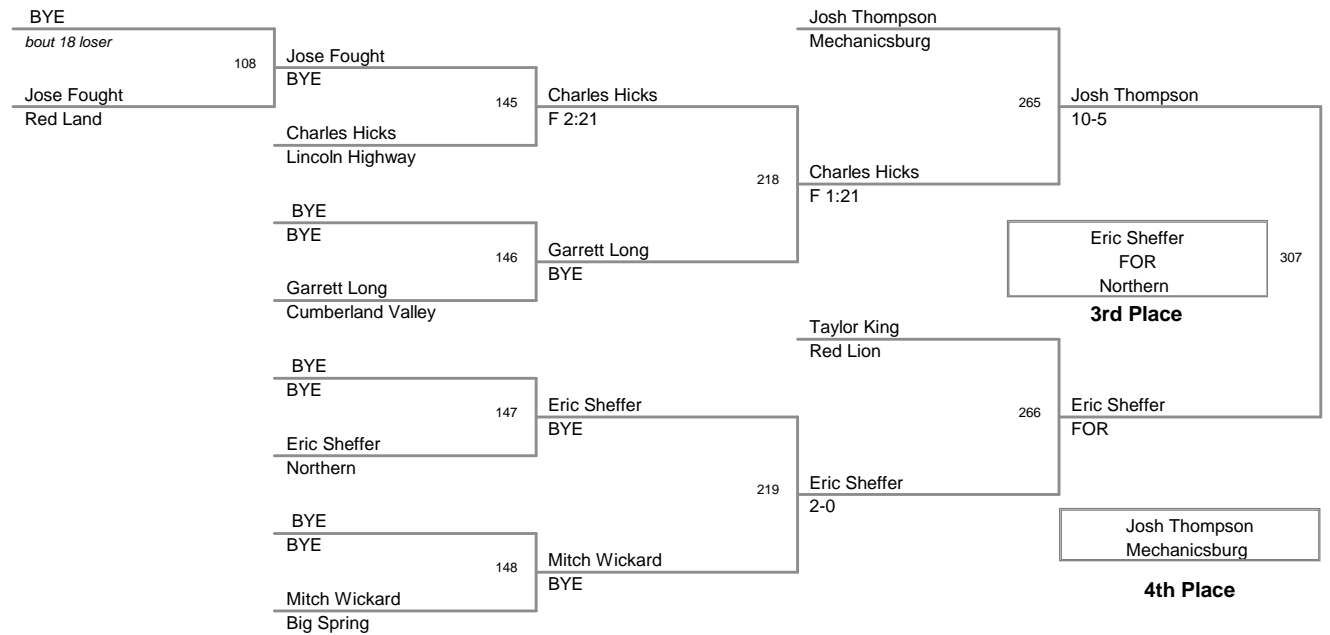 BYE
bout 18 loser
108
Jose Fought
Red Land
Jose Fought
BYE
145
Charles Hicks
Lincoln Highway
BYE
BYE
146
Garrett Long
Cumberland Valley
BYE
BYE
147
Eric Sheffer
Northern
BYE
BYE
148
Mitch Wickard
Big Spring
Charles Hicks
F 2:21
218
Garrett Long
BYE
Eric Sheffer
BYE
219
Mitch Wickard
BYE
Josh Thompson
Mechanicsburg
265
Charles Hicks
F 1:21
Taylor King
Red Lion
266
Eric Sheffer
2-0
Josh Thompson
10-5
307
Eric Sheffer
FOR
Eric Sheffer
FOR
Northern
3rd Place
Josh Thompson
Mechanicsburg
4th Place